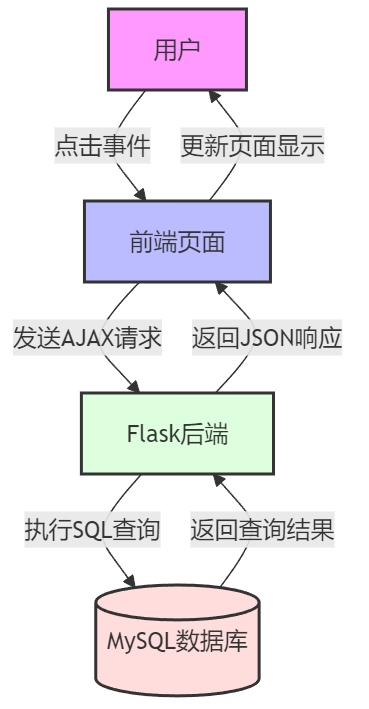 用户
点击事件
更新页面显示
前端页面
发送AJAX请求
返回JSON响应
Flask后端
执行SQL查询
返回查询结果
MySQL数据库